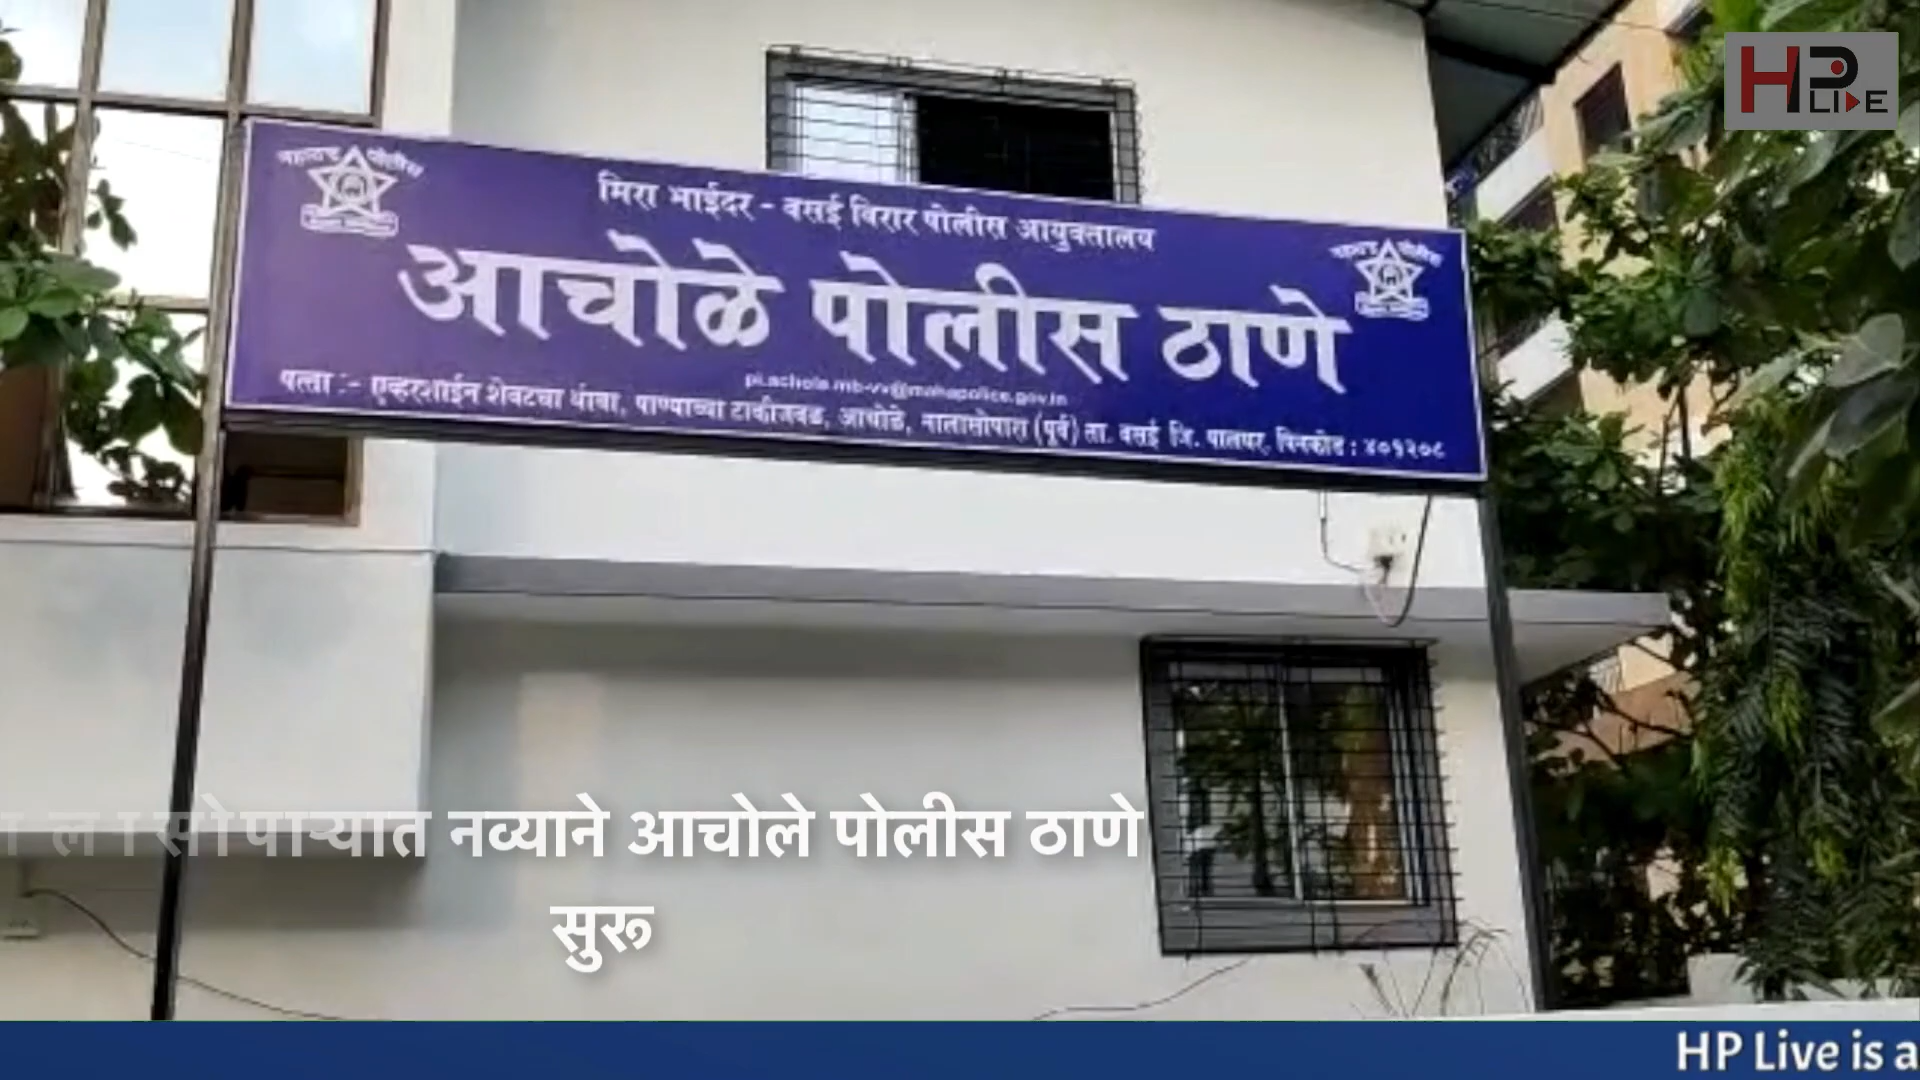 HP LIVE
महाराष्ट्र पोलीस
मिरा भाईंदर - वसई विरार पोलीस आयुक्तालय
महाराष्ट्र पोलीस
आचोळे पोलीस ठाणे
pi.achole.mb-vv@mahapolice.gov.in
पत्ता :- एव्हरशाईन शेवटचा थांबा, पाण्याच्या टाकीजवळ, आचोळे, नालासोपारा (पूर्व) ता. वसई जि. पालघर, पिनकोड : ४०१२०९
सोपाऱ्यात नव्याने आचोले पोलीस ठाणे
सुरू
HP Live is a